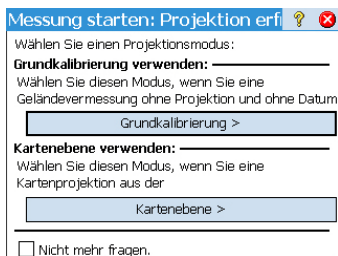 Messung starten: Projektion erf
Wählen Sie einen Projektionsmodus:
Grundkalibrierung verwenden:
Wählen Sie diesen Modus, wenn Sie eine
Geländevermessung ohne Projektion und ohne Datum
Grundkalibrierung >
Kartenebene verwenden:
Wählen Sie diesen Modus, wenn Sie eine
Kartenprojektion aus der
Kartenebene >
Nicht mehr fragen.